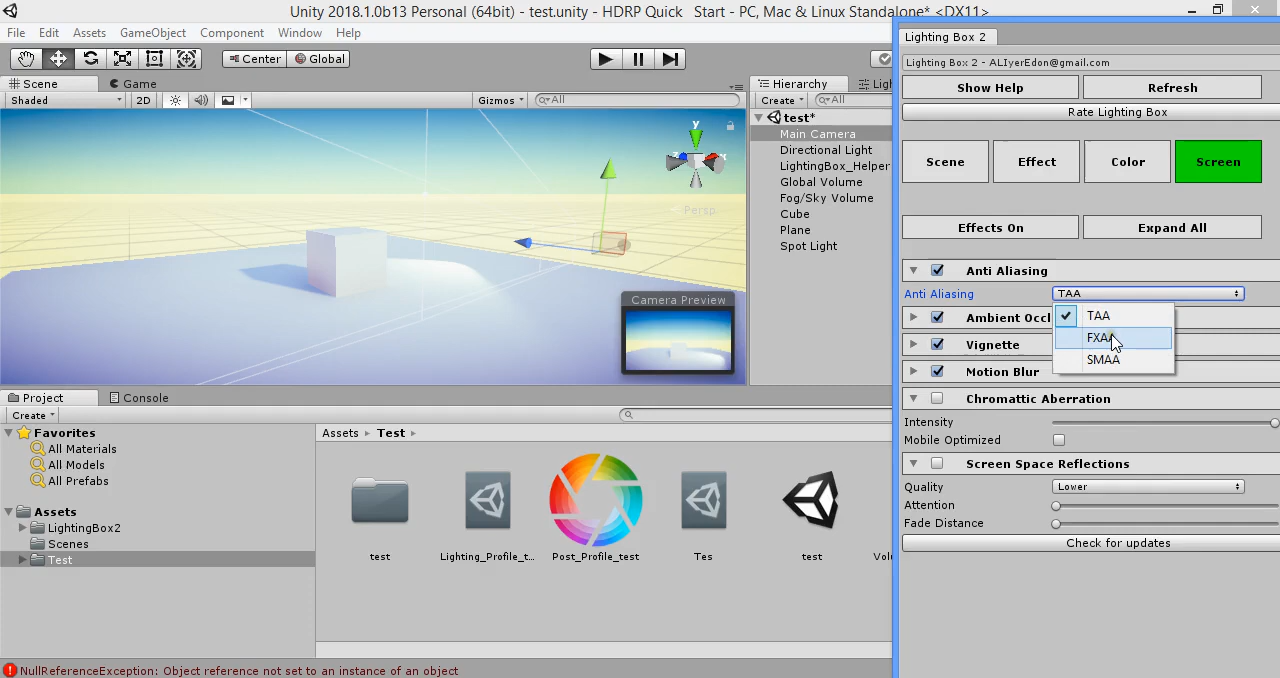 Unity 2018.1.0b13 Personal (64bit) - test.unity - HDRP Quick Start - PC, Mac & Linux Standalone* <DX11>
File Edit Assets GameObject Component Window Help
Center Global
Scene Game
Shaded 2D Gizmos All
y
Persp
Camera Preview
Hierarchy
Create All
test*
Main Camera
Directional Light
LightingBox_Helper
Global Volume
Fog/Sky Volume
Cube
Plane
Spot Light
Lighting Box 2
Lighting Box 2 - ALIyerEdon@gmail.com
Show Help Refresh
Rate Lighting Box
Scene Effect Color Screen
Effects On Expand All
Anti Aliasing
Anti Aliasing TAA
TAA
FXAA
SMAA
Ambient Occl
Vignette
Motion Blur
Chromattic Aberration
Intensity
Mobile Optimized
Screen Space Reflections
Quality Lower
Attention
Fade Distance
Check for updates
Project Console
Create
Favorites
All Materials
All Models
All Prefabs
Assets
LightingBox2
Scenes
Test
Assets Test
test Lighting_Profile_t... Post_Profile_test Tes test
NullReferenceException: Object reference not set to an instance of an object